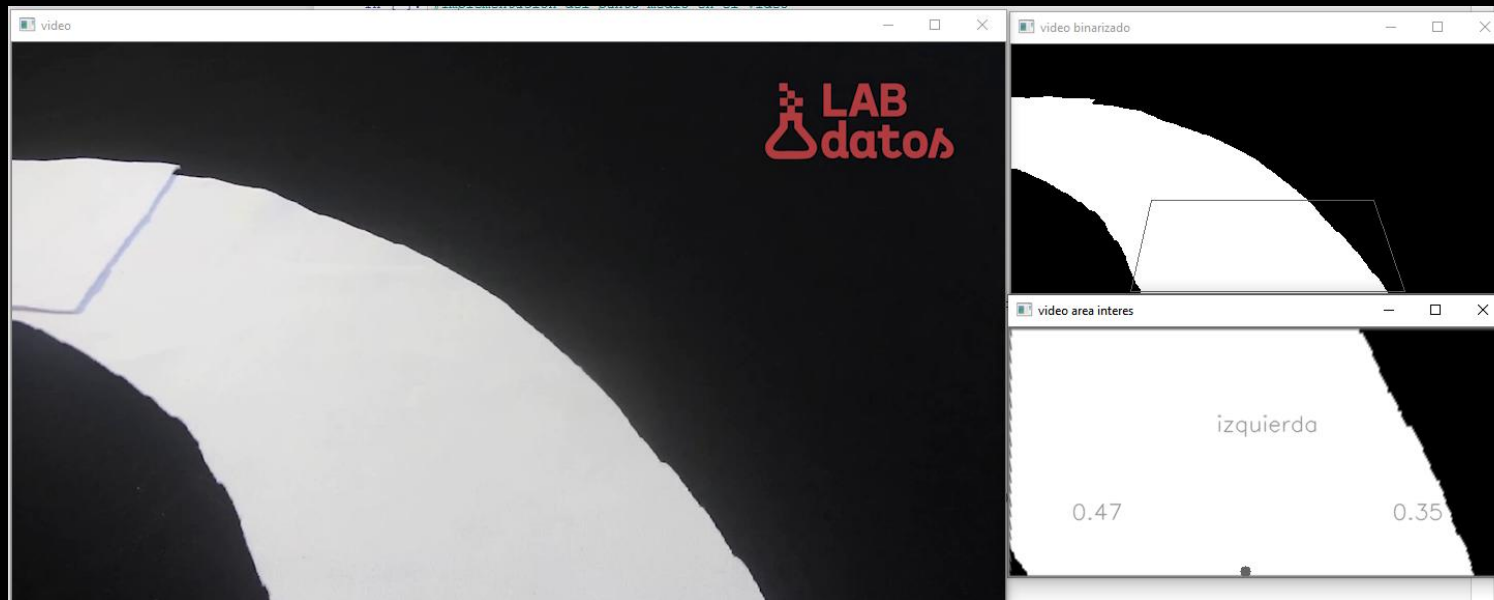 video
LAB
datos
video binarizado
video area interes
izquierda
0.47
0.35